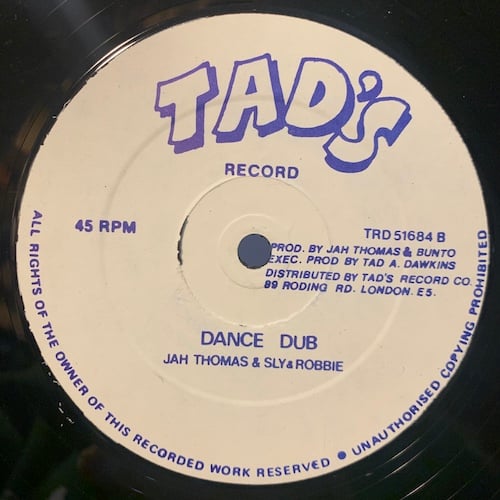 TAD'S
RECORD
45 RPM
TRD 51684 B
PROD. BY JAH THOMAS & BUNTO
EXEC. PROD BY TAD A. DAWKINS
DISTRIBUTED BY TAD'S RECORD CO.
89 RODING RD. LONDON. E5.
DANCE DUB
JAH THOMAS & SLY & ROBBIE
ALL RIGHTS OF THE OWNER OF THIS RECORDED WORK RESERVED ● UNAUTHORISED COPYING PROHIBITED